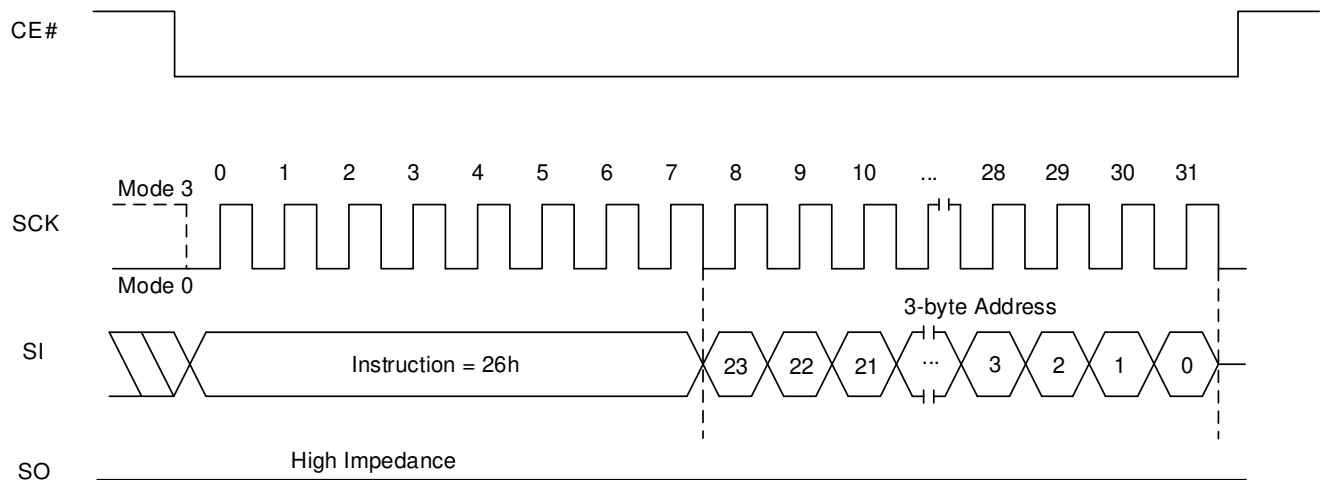 CE#
0 1 2 3 4 5 6 7 8 9 10 ... 28 29 30 31
Mode 3
SCK
Mode 0
3-byte Address
SI
Instruction = 26h 23 22 21 ... 3 2 1 0
High Impedance
SO